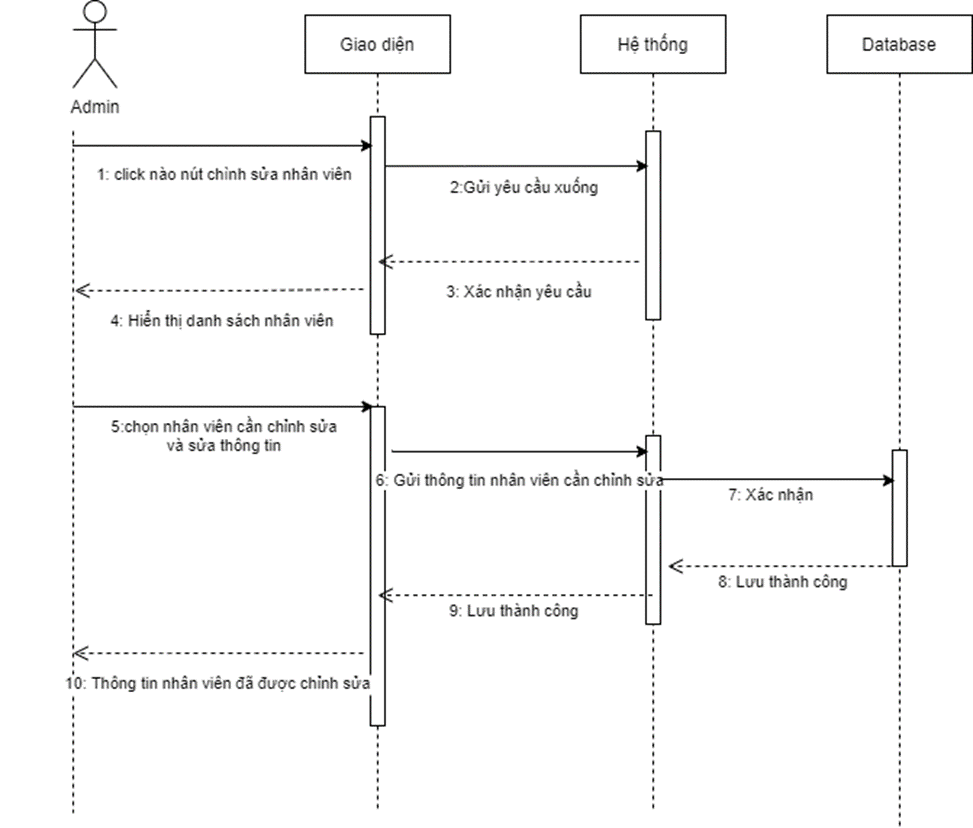 Giao diện
Hệ thống
Database
Admin
1: click nào nút chỉnh sửa nhân viên
2:Gửi yêu cầu xuống
3: Xác nhận yêu cầu
4: Hiển thị danh sách nhân viên
5:chọn nhân viên cần chỉnh sửa
và sửa thông tin
6: Gửi thông tin nhân viên cần chỉnh sửa
7: Xác nhận
8: Lưu thành công
9: Lưu thành công
10: Thông tin nhân viên đã được chỉnh sửa